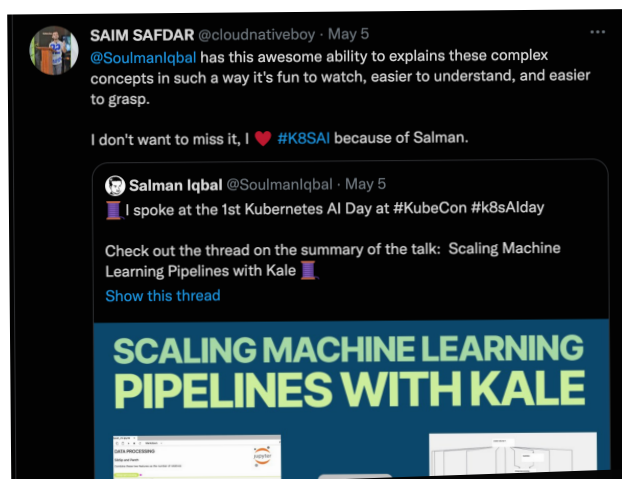 SAIM SAFDAR @cloudnativeboy · May 5
@SoulmanIqbal has this awesome ability to explains these complex
concepts in such a way it's fun to watch, easier to understand, and easier
to grasp.
I don't want to miss it, I ❤️ #K8SAI because of Salman.
Salman Iqbal @SoulmanIqbal · May 5
🧵I spoke at the 1st Kubernetes AI Day at #KubeCon #k8sAIday
Check out the thread on the summary of the talk: Scaling Machine
Learning Pipelines with Kale 🧵
Show this thread
SCALING MACHINE LEARNING
PIPELINES WITH KALE
DATA PROCESSING
jupyter